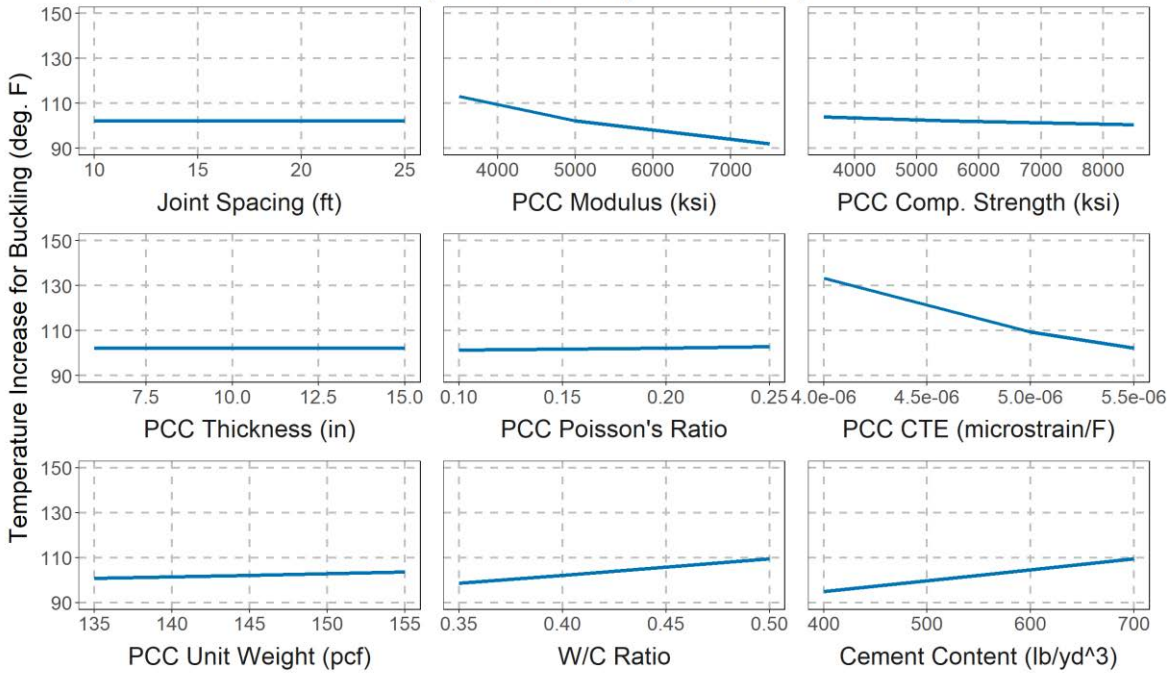 Temperature Increase for Buckling (deg. F)
150
130
110
90
10 15 20 25
Joint Spacing (ft)
4000 5000 6000 7000
PCC Modulus (ksi)
4000 5000 6000 7000 8000
PCC Comp. Strength (ksi)
150
130
110
90
7.5 10.0 12.5 15.0
PCC Thickness (in)
0.10 0.15 0.20 0.25
PCC Poisson's Ratio
4.0e-06 4.5e-06 5.0e-06 5.5e-06
PCC CTE (microstrain/F)
150
130
110
90
135 140 145 150 155
PCC Unit Weight (pcf)
0.35 0.40 0.45 0.50
W/C Ratio
400 500 600 700
Cement Content (lb/yd^3)